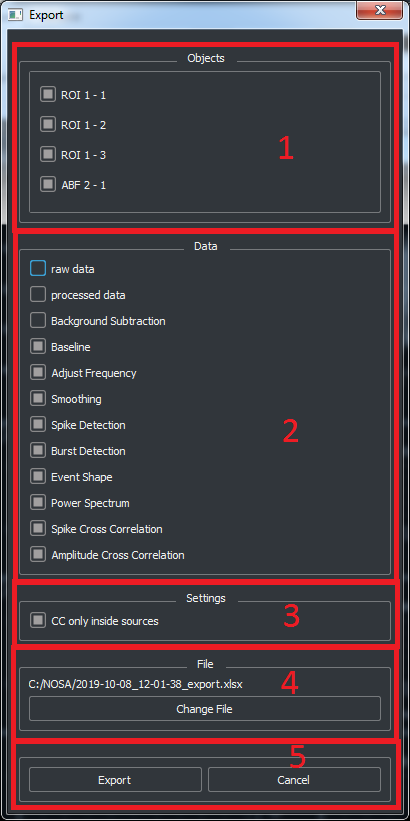 Export
Objects
ROI 1 - 1
ROI 1 - 2
1
ROI 1 - 3
ABF 2 - 1
Data
raw data
processed data
Background Subtraction
Baseline
Adjust Frequency
Smoothing
Spike Detection
2
Burst Detection
Event Shape
Power Spectrum
Spike Cross Correlation
Amplitude Cross Correlation
Settings
CC only inside sources
3
File
C:/NOSA/2019-10-08_12-01-38_export.xlsx
4
Change File
5
Export
Cancel